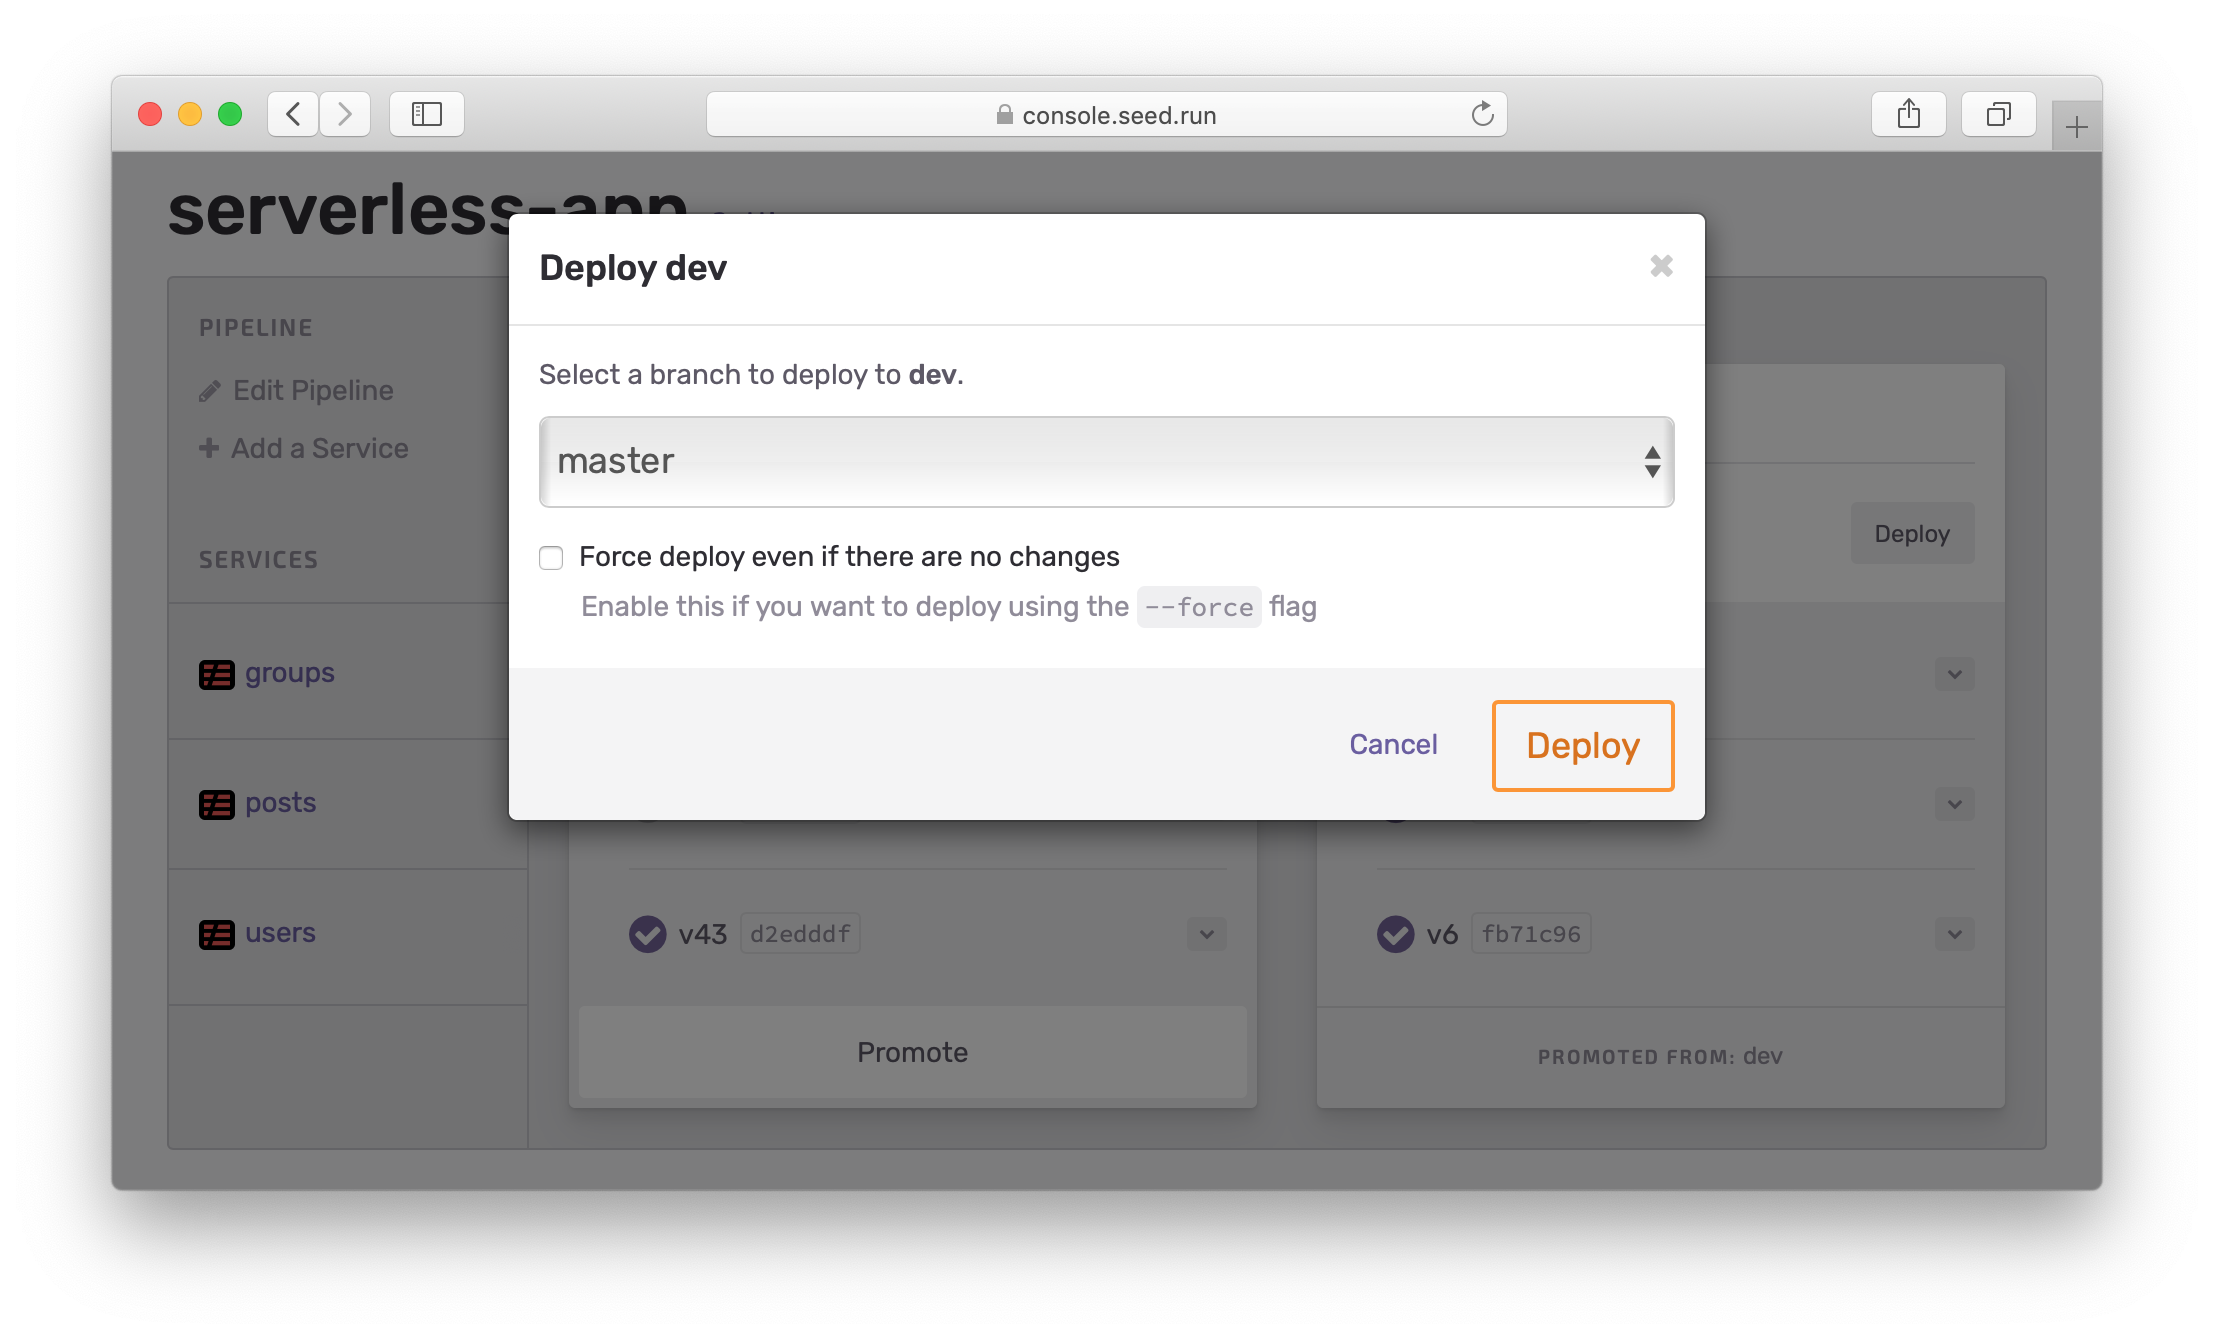 console.seed.run
serverless-app
Deploy dev
Select a branch to deploy to dev.
master
Force deploy even if there are no changes
Enable this if you want to deploy using the --force flag
Cancel
Deploy
PIPELINE
Edit Pipeline
Add a Service
SERVICES
groups
posts
users
Deploy
v43 d2edddf
v6 fb71c96
Promote
PROMOTED FROM: dev